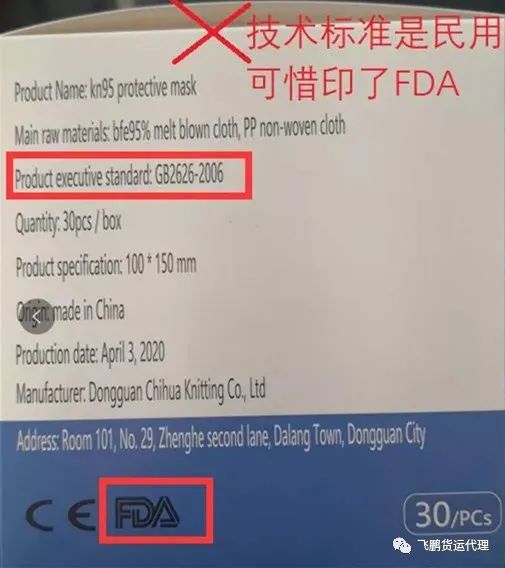 技术标准是民用
可惜印了FDA
Product Name: kn95 protective mask
Main raw materials: bfe95% melt blown cloth, PP non-woven cloth
Product executive standard: GB2626-2006
Quantity: 30pcs / box
Product specification: 100 * 150 mm
Origin: made in China
Production date: April 3, 2020
Manufacturer: Dongguan Chihua Knitting Co., Ltd
Address: Room 101, No. 29, Zhenghe second lane, Dalang Town, Dongguan City
CE FDA 30/PCs
飞鹏货运代理